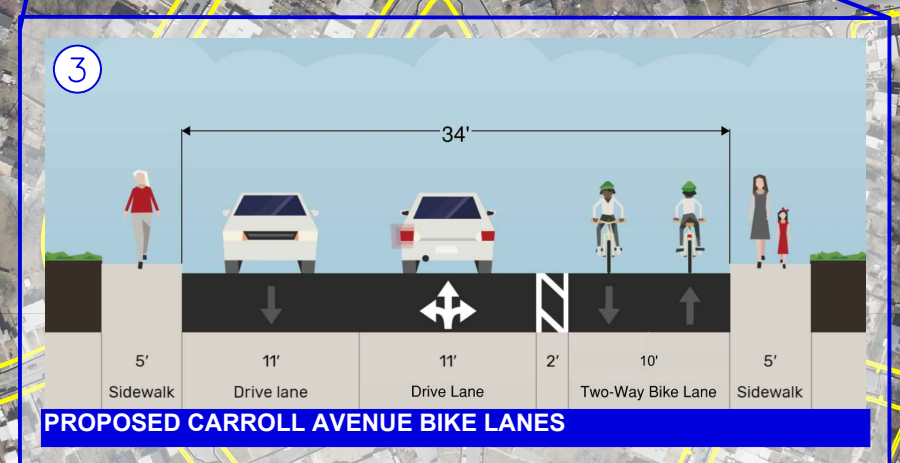 3
34'
5' 11' 11' 2' 10' 5'
Sidewalk Drive lane Drive Lane Two-Way Bike Lane Sidewalk
PROPOSED CARROLL AVENUE BIKE LANES